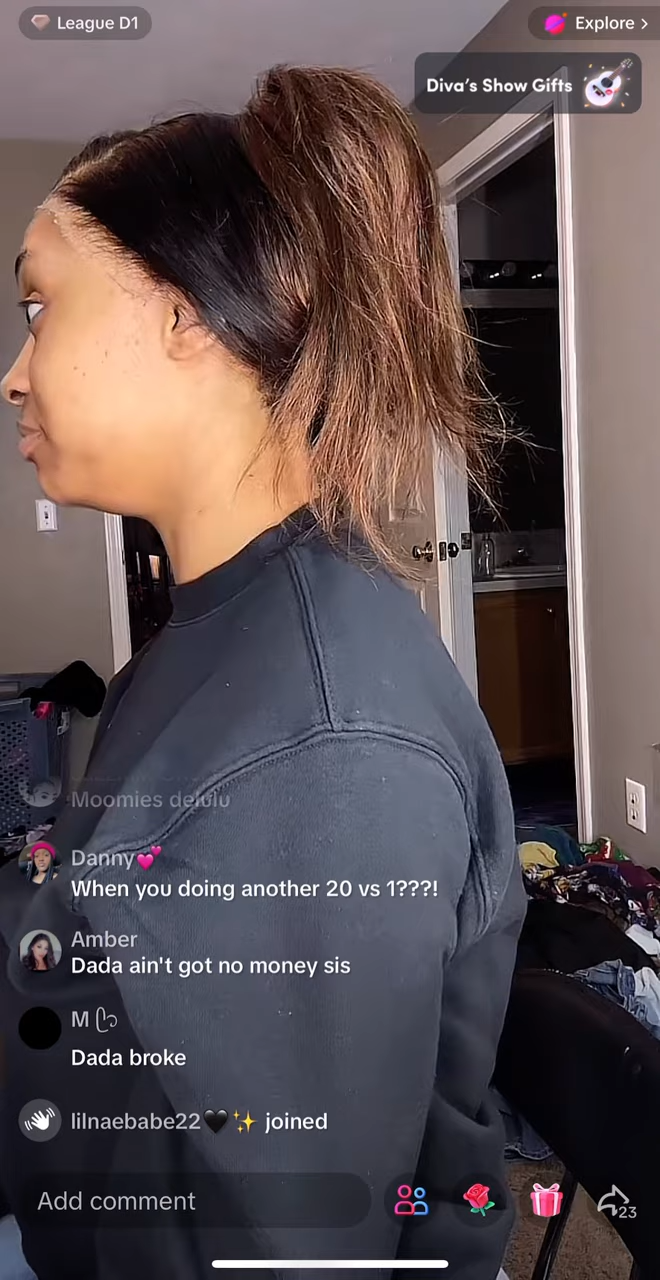 League D1
Explore >
Diva's Show Gifts
Moomies delulu
Danny💕
When you doing another 20 vs 1???!
Amber
Dada ain't got no money sis
M
Dada broke
lilnaebabe22🖤✨ joined
Add comment
23